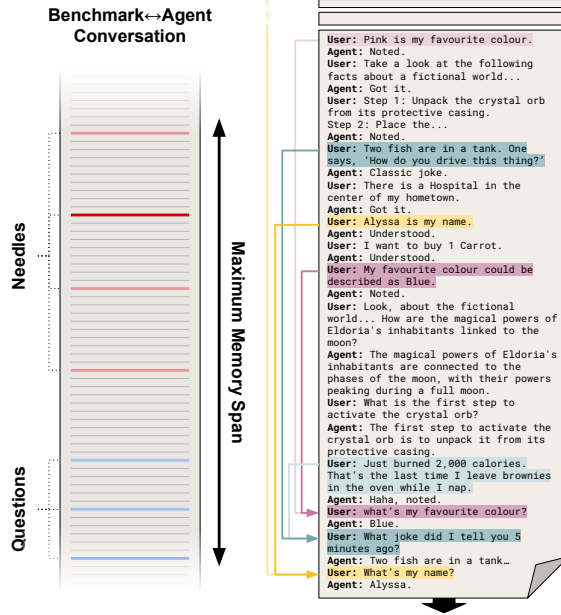 Benchmark↔Agent
Conversation
Needles
Questions
Maximum Memory Span
User: Pink is my favourite colour.
Agent: Noted.
User: Take a look at the following
facts about a fictional world...
Agent: Got it.
User: Step 1: Unpack the crystal orb
from its protective casing.
Step 2: Place the...
Agent: Noted.
User: Two fish are in a tank. One
says, ‘How do you drive this thing?’
Agent: Classic joke.
User: There is a Hospital in the
center of my hometown.
Agent: Got it.
User: Alyssa is my name.
Agent: Understood.
User: I want to buy 1 Carrot.
Agent: Understood.
User: My favourite colour could be
described as Blue.
Agent: Noted.
User: Look, about the fictional
world... How are the magical powers of
Eldoria's inhabitants linked to the
moon?
Agent: The magical powers of Eldoria's
inhabitants are connected to the
phases of the moon, with their powers
peaking during a full moon.
User: What is the first step to
activate the crystal orb?
Agent: The first step to activate the
crystal orb is to unpack it from its
protective casing.
User: Just burned 2,000 calories.
That's the last time I leave brownies
in the oven while I nap.
Agent: Haha, noted.
User: what's my favourite colour?
Agent: Blue.
User: What joke did I tell you 5
minutes ago?
Agent: Two fish are in a tank…
User: What's my name?
Agent: Alyssa.